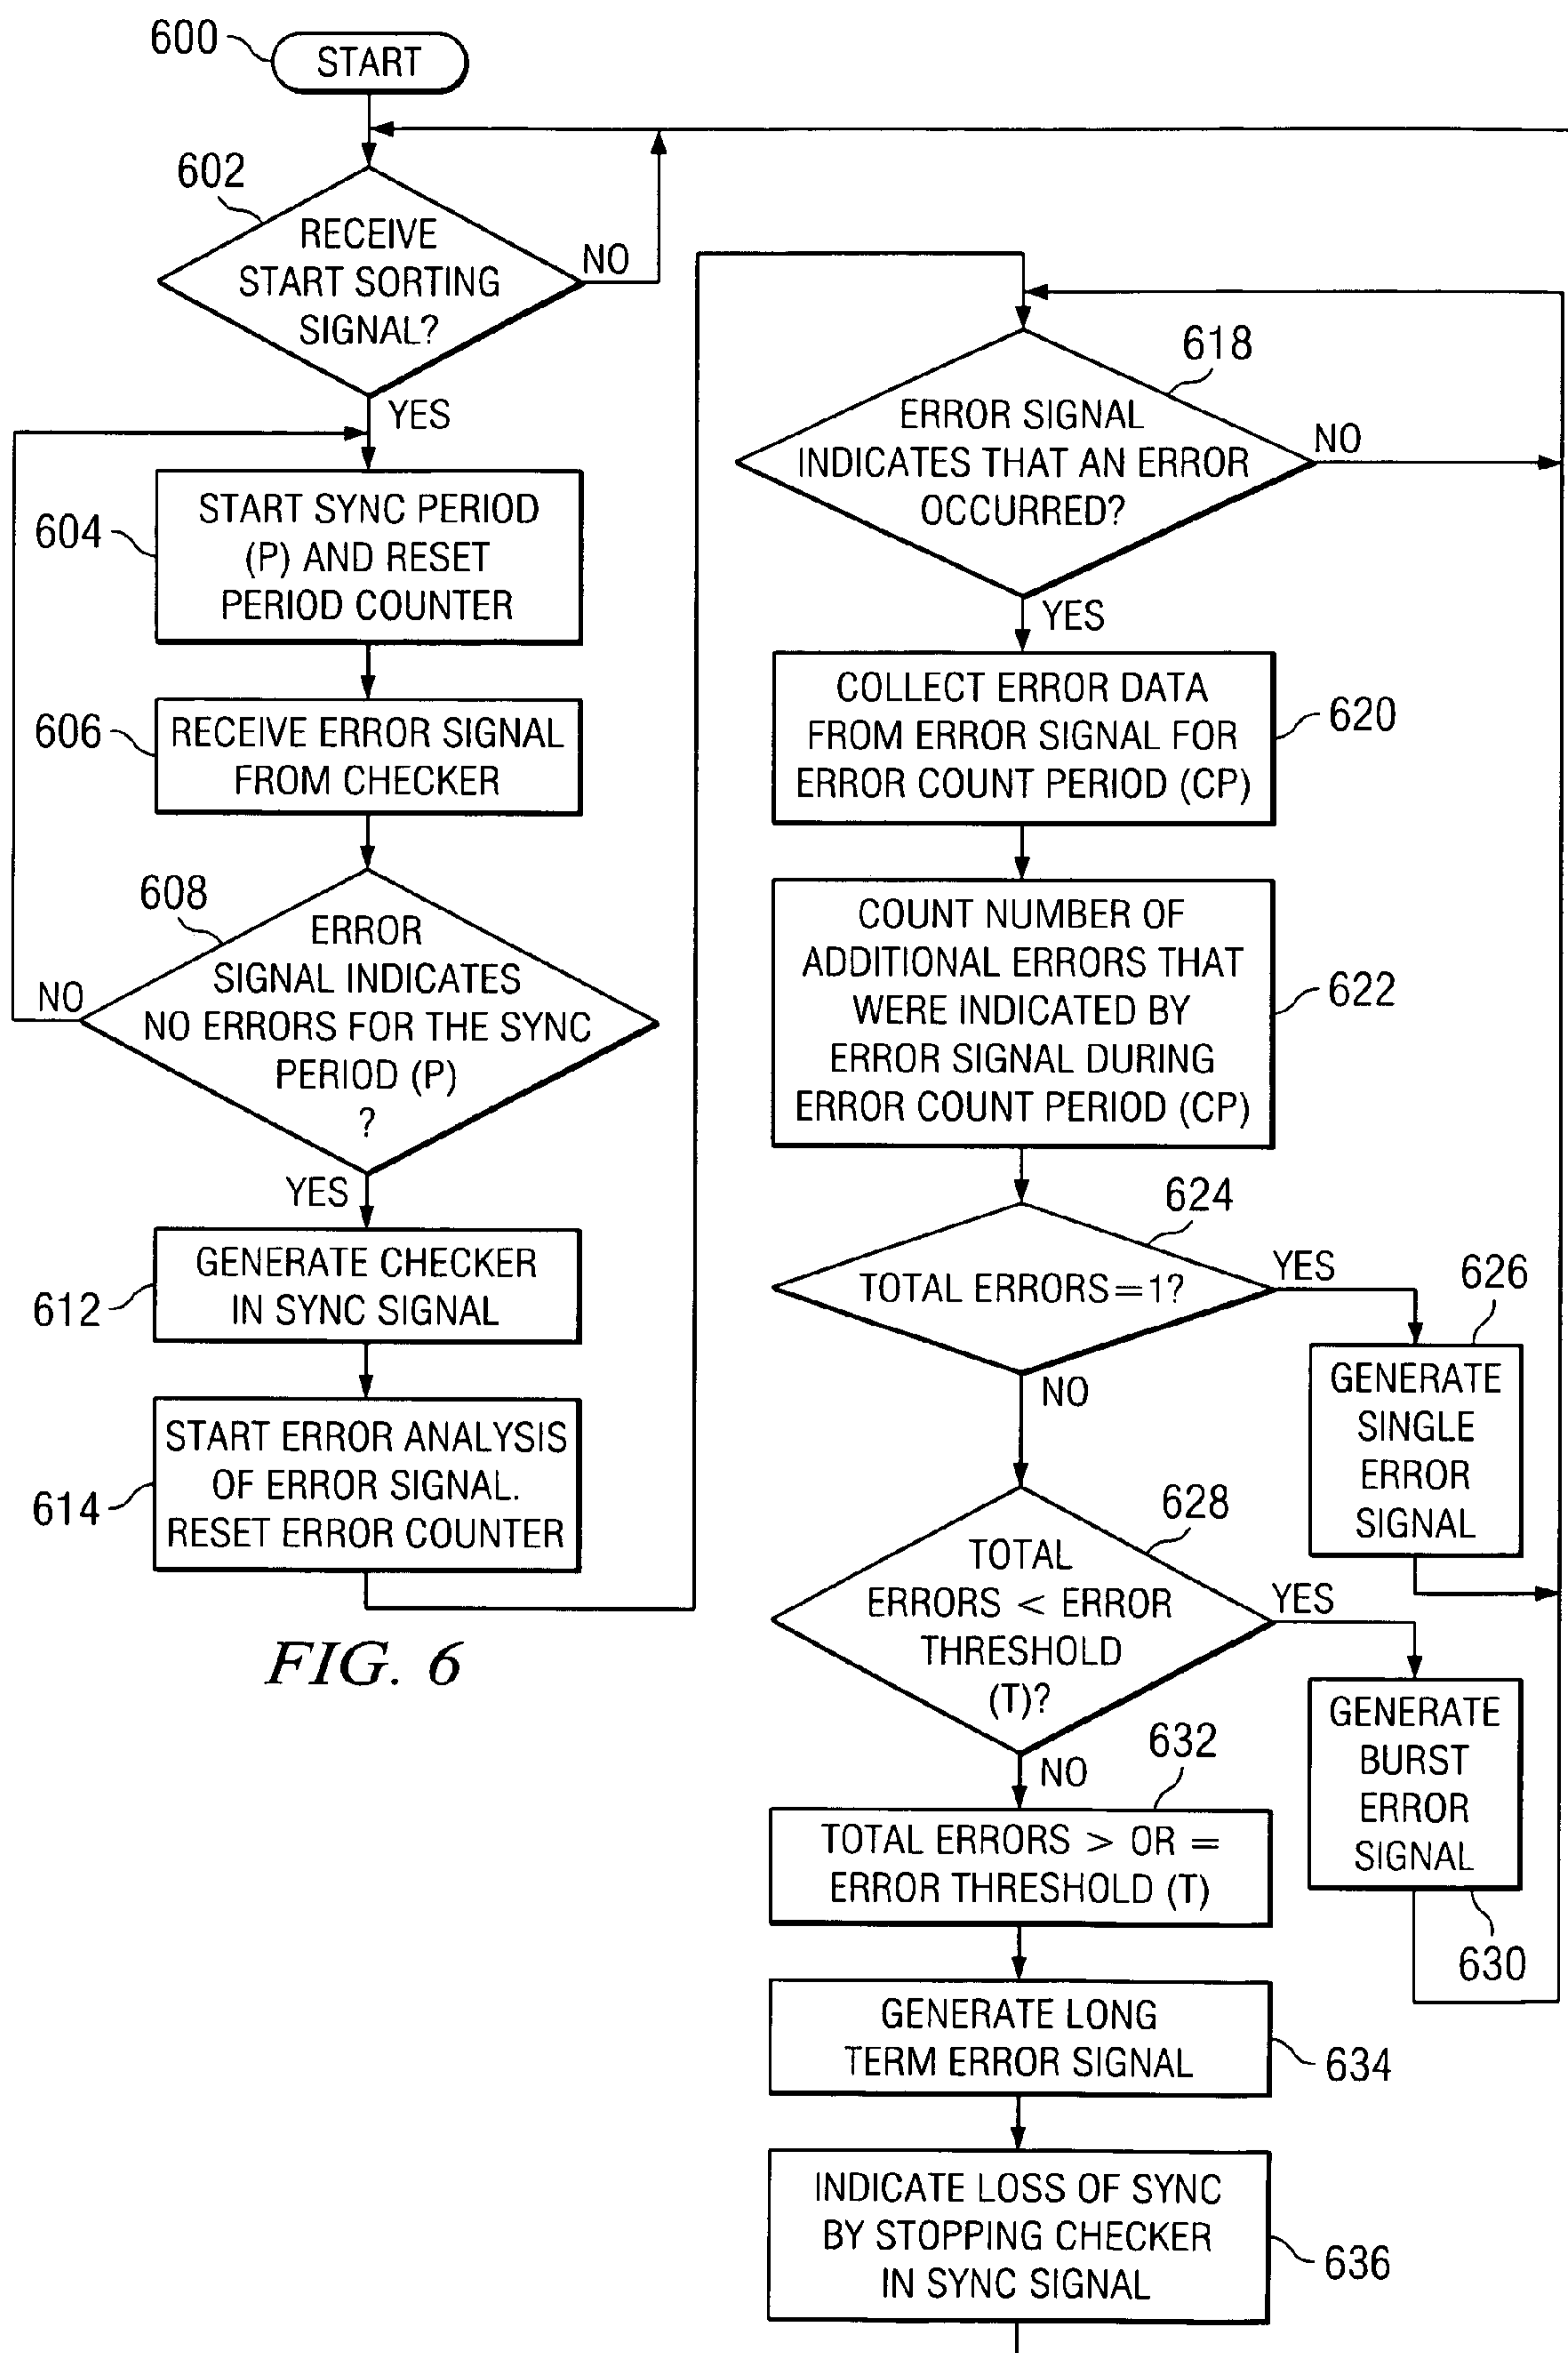 600
START
602
RECEIVE
START SORTING
SIGNAL?
NO
YES
604
START SYNC PERIOD
(P) AND RESET
PERIOD COUNTER
606
RECEIVE ERROR SIGNAL
FROM CHECKER
608
ERROR
SIGNAL INDICATES
NO ERRORS FOR THE SYNC
PERIOD (P)
?
NO
YES
612
GENERATE CHECKER
IN SYNC SIGNAL
614
START ERROR ANALYSIS
OF ERROR SIGNAL.
RESET ERROR COUNTER
FIG. 6
618
ERROR SIGNAL
INDICATES THAT AN ERROR
OCCURRED?
NO
YES
COLLECT ERROR DATA
FROM ERROR SIGNAL FOR
ERROR COUNT PERIOD (CP)
620
COUNT NUMBER OF
ADDITIONAL ERRORS THAT
WERE INDICATED BY
ERROR SIGNAL DURING
ERROR COUNT PERIOD (CP)
622
624
TOTAL ERRORS=1?
YES
NO
626
GENERATE
SINGLE
ERROR
SIGNAL
628
TOTAL
ERRORS < ERROR
THRESHOLD
(T)?
YES
NO
GENERATE
BURST
ERROR
SIGNAL
630
632
TOTAL ERRORS > OR =
ERROR THRESHOLD (T)
GENERATE LONG
TERM ERROR SIGNAL
634
INDICATE LOSS OF SYNC
BY STOPPING CHECKER
IN SYNC SIGNAL
636